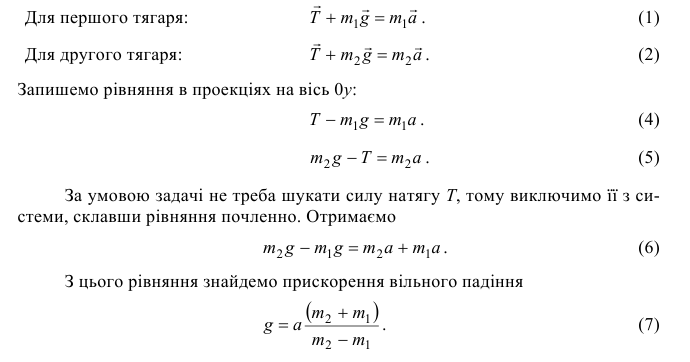 Для першого тягаря: T⃗ + m₁g⃗ = m₁a⃗ . (1)
Для другого тягаря: T⃗ + m₂g⃗ = m₂a⃗ . (2)
Запишемо рівняння в проекціях на вісь 0y:
T − m₁g = m₁a . (4)
m₂g − T = m₂a . (5)
За умовою задачі не треба шукати силу натягу T, тому виключимо її з си-
стеми, склавши рівняння почленно. Отримаємо
m₂g − m₁g = m₂a + m₁a . (6)
З цього рівняння знайдемо прискорення вільного падіння
g = a (m₂ + m₁) / (m₂ − m₁) . (7)